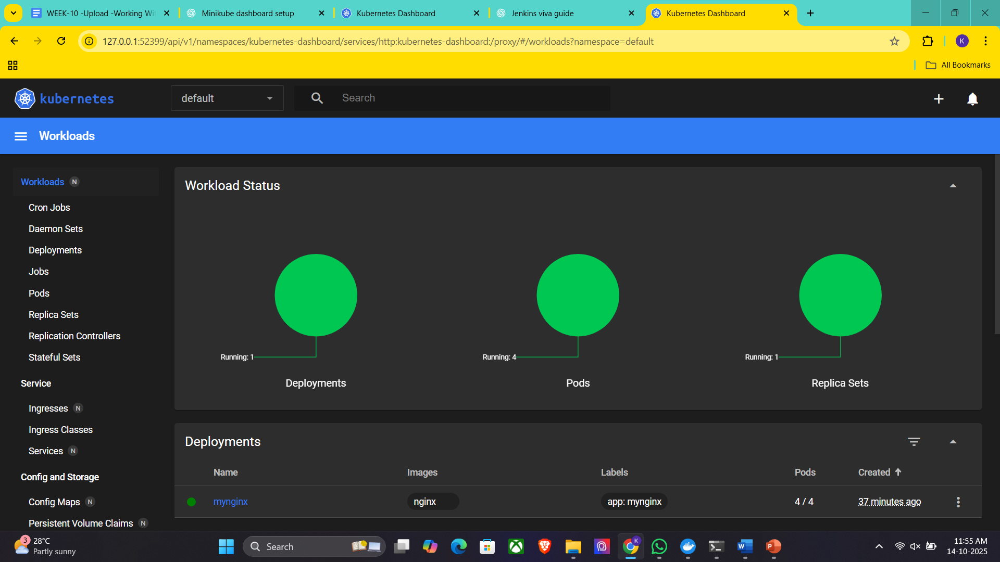 WEEK-10 -Upload -Working Wi
Minikube dashboard setup
Kubernetes Dashboard
Jenkins viva guide
Kubernetes Dashboard
127.0.0.1:52399/api/v1/namespaces/kubernetes-dashboard/services/http:kubernetes-dashboard:/proxy/#/workloads?namespace=default
K
All Bookmarks
kubernetes
default
Search
Workloads
Workloads N
Cron Jobs
Daemon Sets
Deployments
Jobs
Pods
Replica Sets
Replication Controllers
Stateful Sets
Service
Ingresses N
Ingress Classes
Services N
Config and Storage
Config Maps N
Persistent Volume Claims N
Workload Status
Running: 1
Deployments
Running: 4
Pods
Running: 1
Replica Sets
Deployments
Name Images Labels Pods Created
mynginx nginx app: mynginx 4 / 4 37 minutes ago
3
28°C
Partly sunny
Search
K
W
P
11:55 AM
14-10-2025